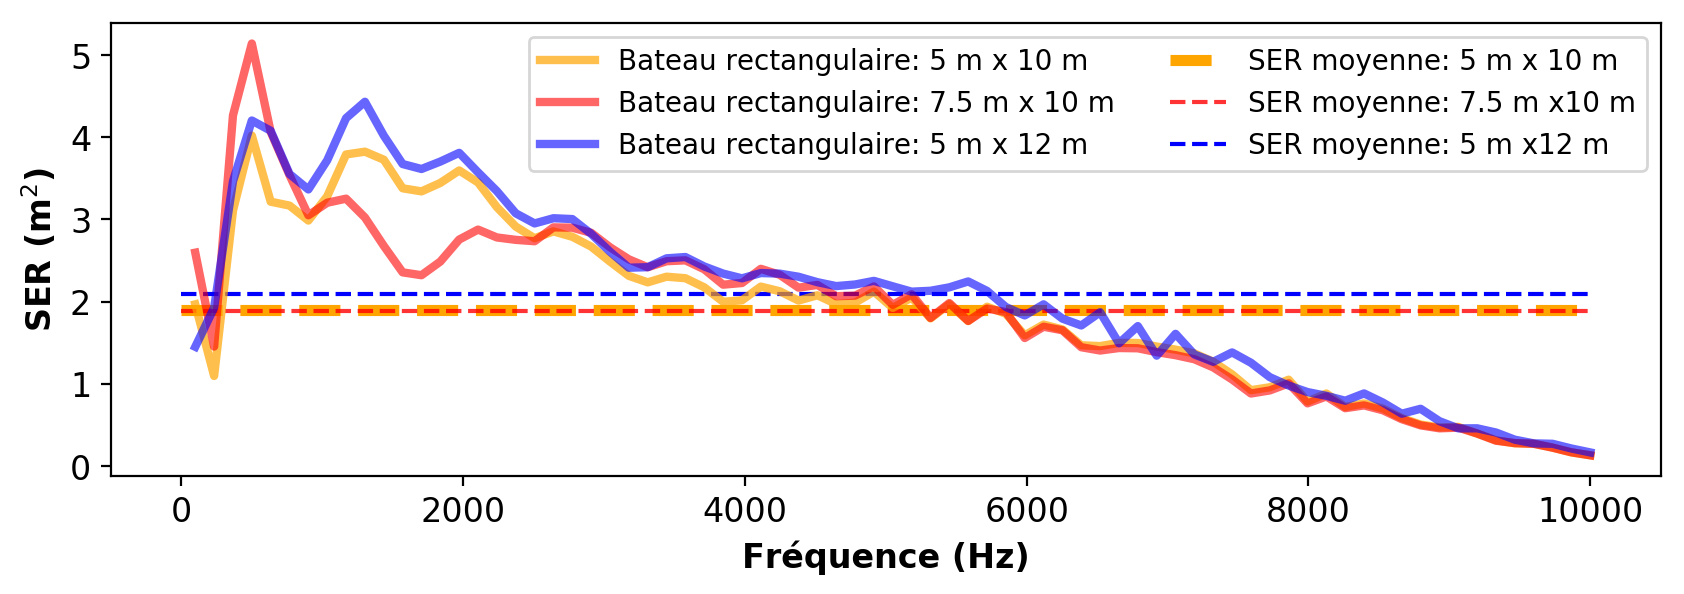 Bateau rectangulaire: 5 m x 10 m
Bateau rectangulaire: 7.5 m x 10 m
Bateau rectangulaire: 5 m x 12 m
SER moyenne: 5 m x 10 m
SER moyenne: 7.5 m x10 m
SER moyenne: 5 m x12 m
SER (m²)
5
4
3
2
1
0
0 2000 4000 6000 8000 10000
Fréquence (Hz)